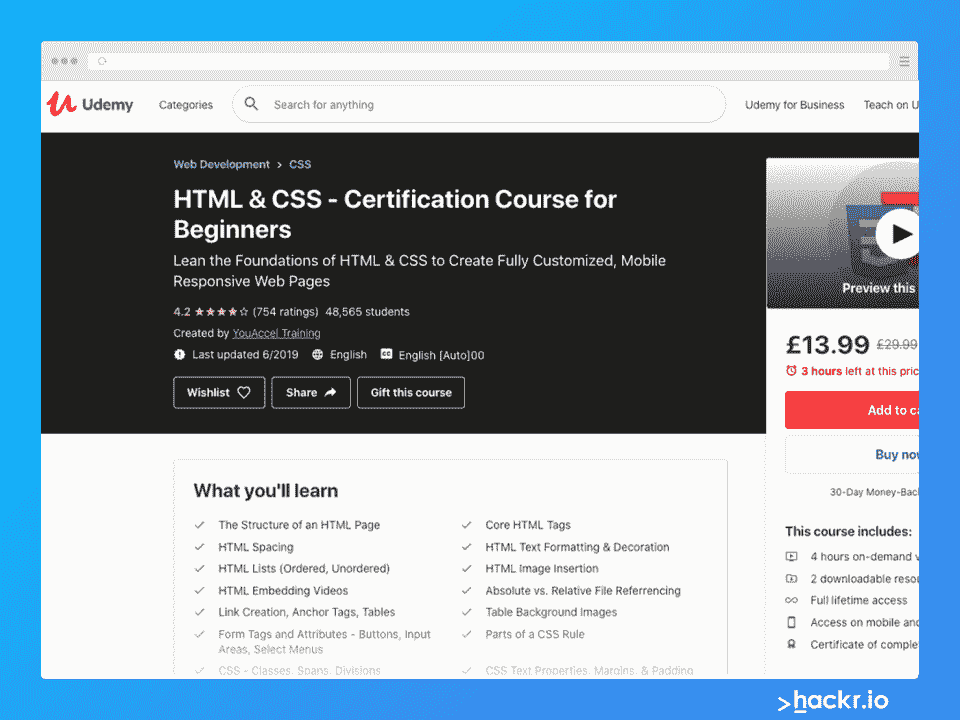 Udemy
Categories
Search for anything
Udemy for Business
Teach on U
Web Development > CSS
HTML & CSS - Certification Course for
Beginners
Lean the Foundations of HTML & CSS to Create Fully Customized, Mobile
Responsive Web Pages
4.2 (754 ratings) 48,565 students
Created by YouAccel Training
Last updated 6/2019 English English [Auto]00
Wishlist
Share
Gift this course
Preview this
£13.99 £29.99
3 hours left at this pric
Add to ca
Buy nov
30-Day Money-Back
This course includes:
4 hours on-demand v
2 downloadable resou
Full lifetime access
Access on mobile and
Certificate of comple
What you'll learn
The Structure of an HTML Page
HTML Spacing
HTML Lists (Ordered, Unordered)
HTML Embedding Videos
Link Creation, Anchor Tags, Tables
Form Tags and Attributes - Buttons, Input
Areas, Select Menus
CSS - Classes, Spans, Divisions
Core HTML Tags
HTML Text Formatting & Decoration
HTML Image Insertion
Absolute vs. Relative File Referrencing
Table Background Images
Parts of a CSS Rule
CSS Text Properties, Margins, & Padding
>hackr.io